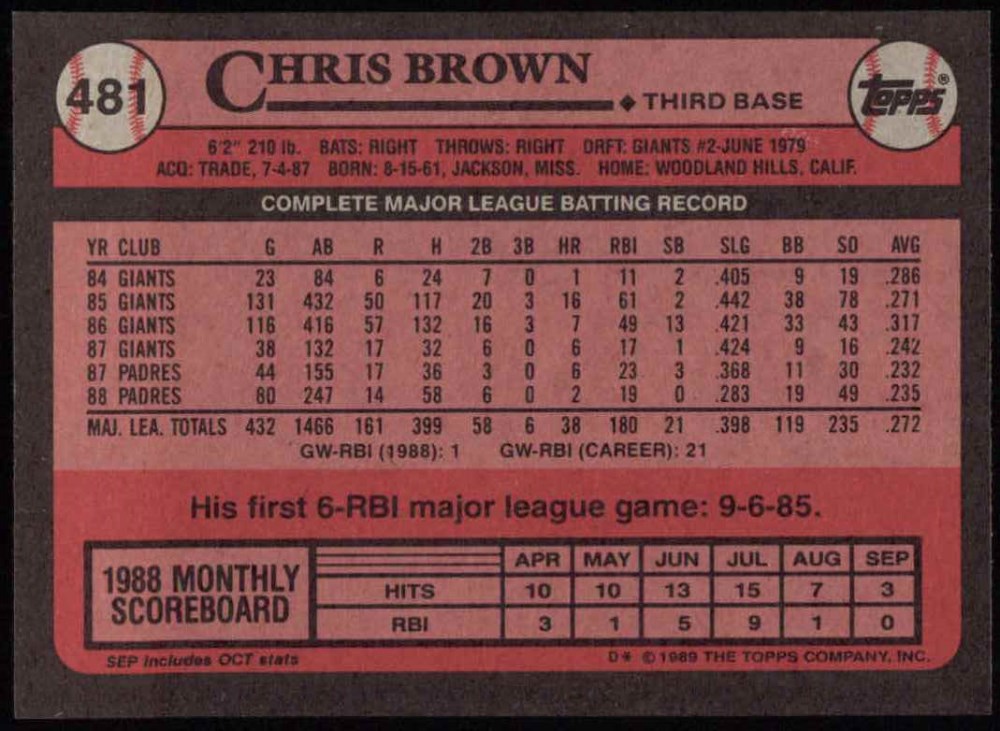 481
CHRIS BROWN
THIRD BASE
TOPPS®
6'2" 210 lb. BATS: RIGHT THROWS: RIGHT DRFT: GIANTS #2-JUNE 1979
ACQ: TRADE, 7-4-87 BORN: 8-15-61, JACKSON, MISS. HOME: WOODLAND HILLS, CALIF.
COMPLETE MAJOR LEAGUE BATTING RECORD
YR CLUB G AB R H 2B 3B HR RBI SB SLG BB SO AVG
84 GIANTS 23 84 6 24 7 0 1 11 2 .405 9 19 .286
85 GIANTS 131 432 50 117 20 3 16 61 2 .442 38 78 .271
86 GIANTS 116 416 57 132 16 3 7 49 13 .421 33 43 .317
87 GIANTS 38 132 17 32 6 0 6 17 1 .424 9 16 .242
87 PADRES 44 155 17 36 3 0 6 23 3 .368 11 30 .232
88 PADRES 80 247 14 58 6 0 2 19 0 .283 19 49 .235
MAJ. LEA. TOTALS 432 1466 161 399 58 6 38 180 21 .398 119 235 .272
GW-RBI (1988): 1 GW-RBI (CAREER): 21
His first 6-RBI major league game: 9-6-85.
1988 MONTHLY
SCOREBOARD
APR MAY JUN JUL AUG SEP
HITS 10 10 13 15 7 3
RBI 3 1 5 9 1 0
SEP includes OCT stats
D* © 1989 THE TOPPS COMPANY, INC.